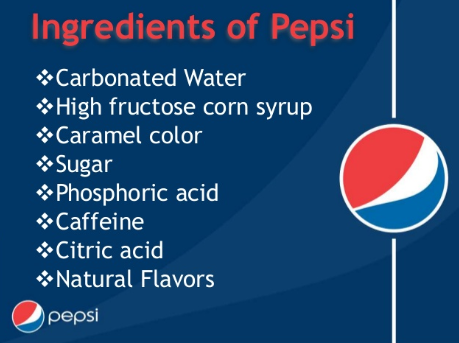 Ingredients of Pepsi
❖Carbonated Water
❖High fructose corn syrup
❖Caramel color
❖Sugar
❖Phosphoric acid
❖Caffeine
❖Citric acid
❖Natural Flavors
pepsi